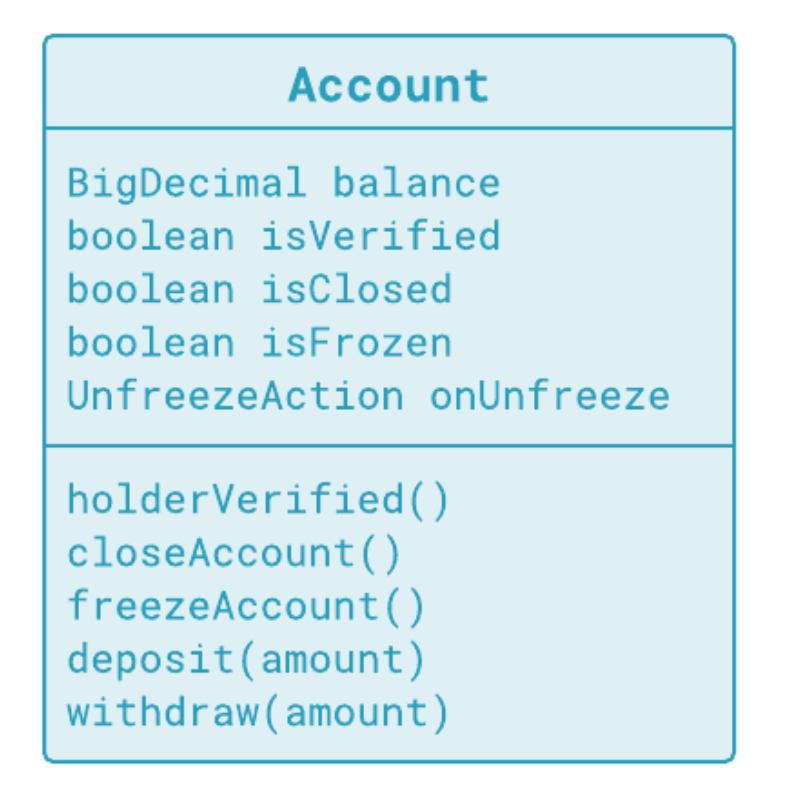 Account
BigDecimal balance
boolean isVerified
boolean isClosed
boolean isFrozen
UnfreezeAction onUnfreeze
holderVerified()
closeAccount()
freezeAccount()
deposit(amount)
withdraw(amount)